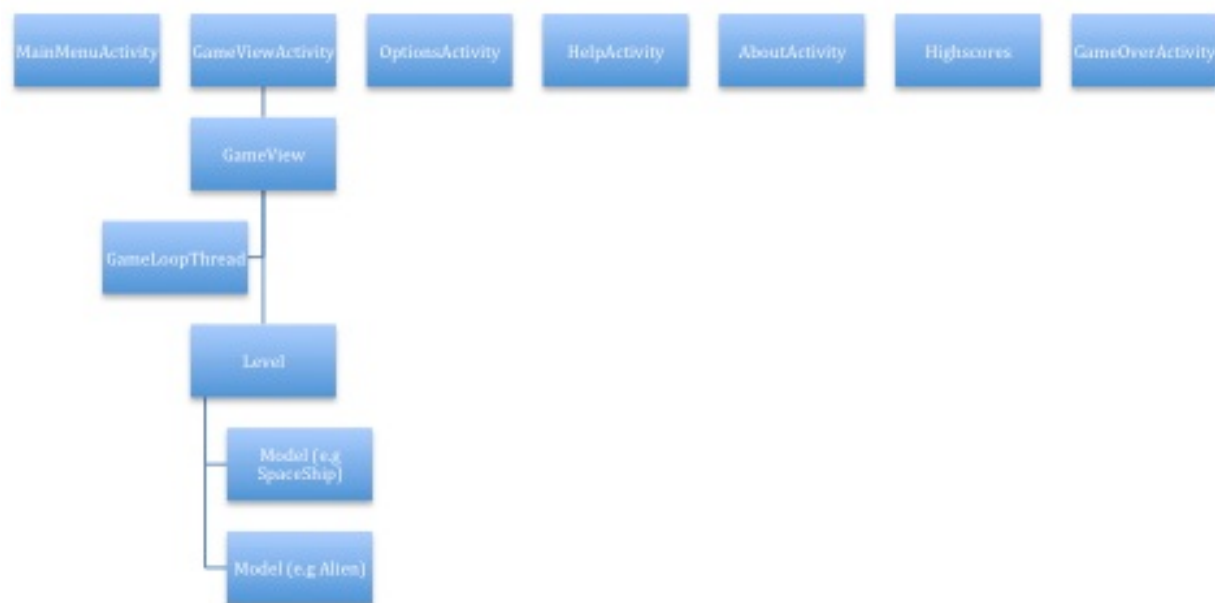 MainMenuActivity
GameViewActivity
OptionsActivity
HelpActivity
AboutActivity
Highscores
GameOverActivity
GameView
GameLoopThread
Level
Model (e.g
SpaceShip)
Model (e.g Alien)